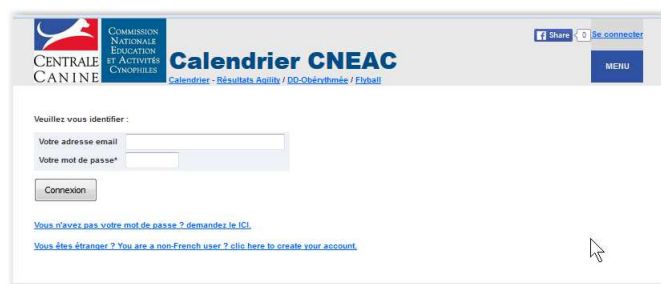 COMMISSION
NATIONALE
EDUCATION
ET ACTIVITÉS
CYNOPHILES
CENTRALE
CANINE
Calendrier CNEAC
Calendrier - Résultats Agility / DD-Obérythmée / Flyball
Share 0 Se connecter
MENU
Veuillez vous identifier :
Votre adresse email
Votre mot de passe*
Connexion
Vous n'avez pas votre mot de passe ? demandez le ICI.
Vous êtes étranger ? You are a non-French user ? clic here to create your account.